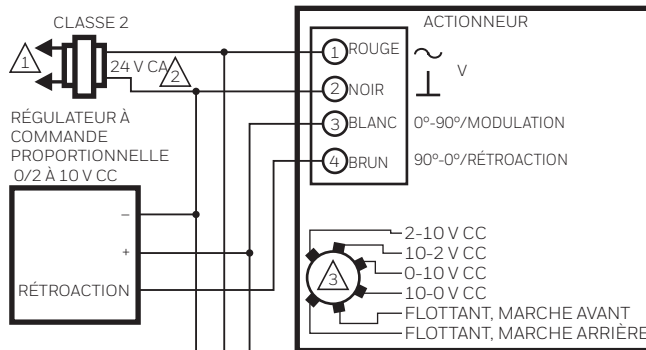 CLASSE 2
1
24 V CA
2
RÉGULATEUR À
COMMANDE
PROPORTIONNELLE
0/2 À 10 V CC
–
+
RÉTROACTION
ACTIONNEUR
1 ROUGE
V
2 NOIR
3 BLANC 0°-90°/MODULATION
4 BRUN 90°-0°/RÉTROACTION
3
2-10 V CC
10-2 V CC
0-10 V CC
10-0 V CC
FLOTTANT, MARCHE AVANT
FLOTTANT, MARCHE ARRIÈRE